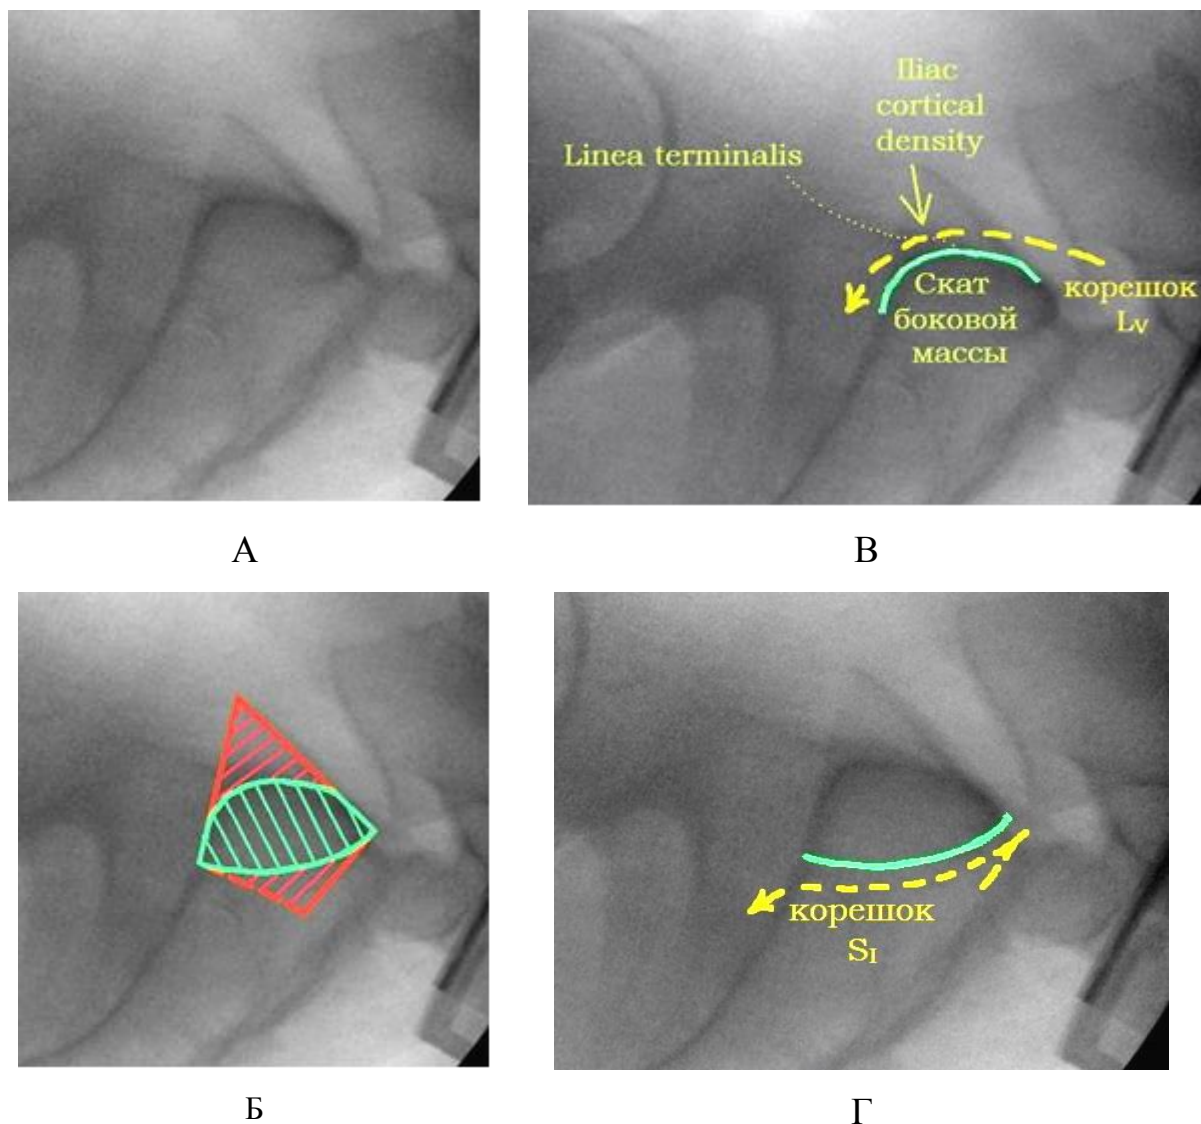 Iliac
cortical
density
Linea terminalis
Скат
боковой
массы
корешок
LV
А
В
корешок
SI
Б
Г